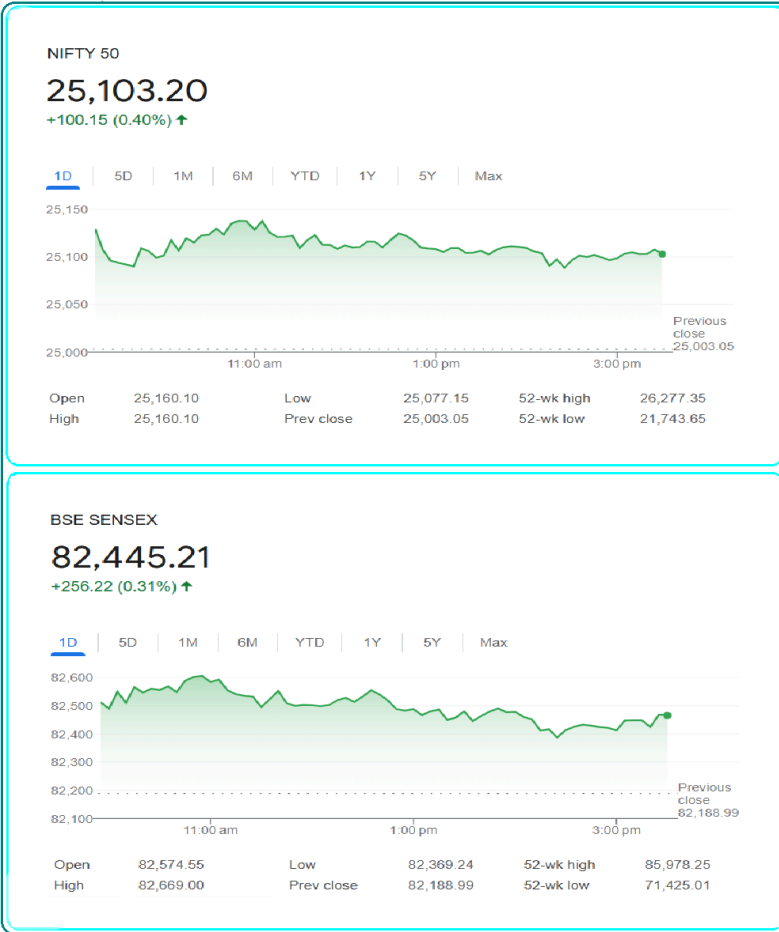 NIFTY 50
25,103.20
+100.15 (0.40%) ↑
1D 5D 1M 6M YTD 1Y 5Y Max
25,150
25,100
25,050
25,000
Previous
close
25,003.05
11:00 am 1:00 pm 3:00 pm
Open 25,160.10 Low 25,077.15 52-wk high 26,277.35
High 25,160.10 Prev close 25,003.05 52-wk low 21,743.65
BSE SENSEX
82,445.21
+256.22 (0.31%) ↑
1D 5D 1M 6M YTD 1Y 5Y Max
82,600
82,500
82,400
82,300
82,200
82,100
Previous
close
82,188.99
11:00 am 1:00 pm 3:00 pm
Open 82,574.55 Low 82,369.24 52-wk high 85,978.25
High 82,669.00 Prev close 82,188.99 52-wk low 71,425.01